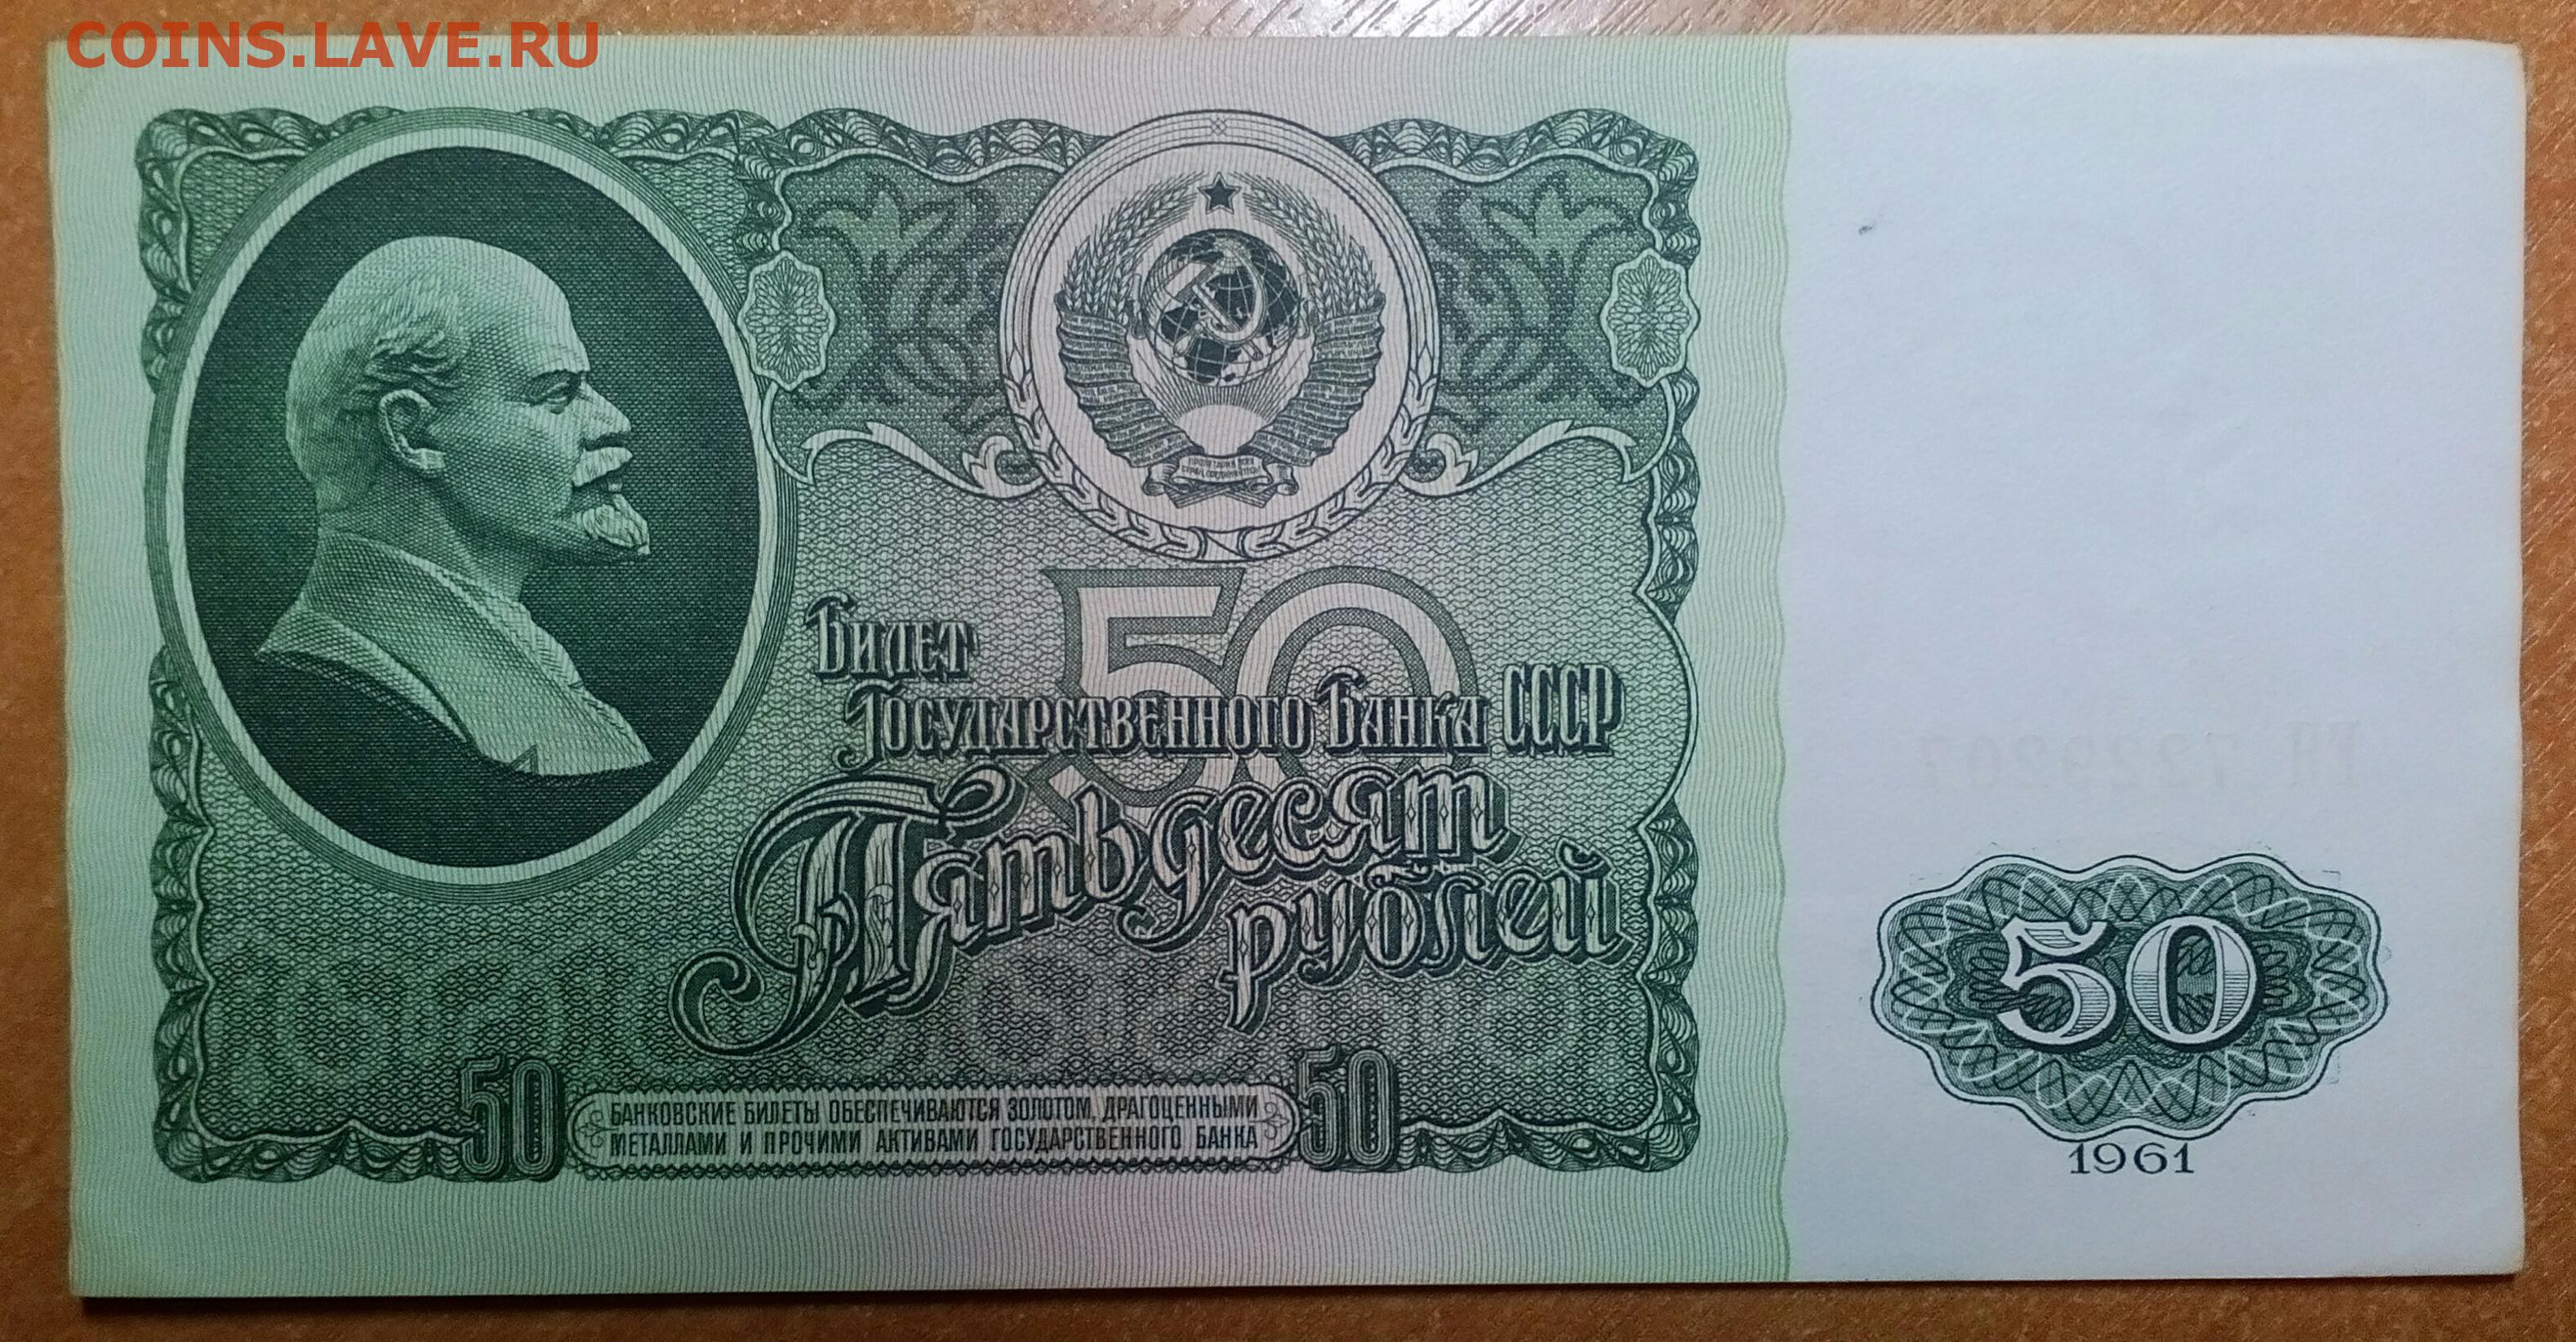 COINS.LAVE.RU
Билет
Государственного Банка СССР
50
Пятьдесят
рублей
50
БАНКОВСКИЕ БИЛЕТЫ ОБЕСПЕЧИВАЮТСЯ ЗОЛОТОМ, ДРАГОЦЕННЫМИ
МЕТАЛЛАМИ И ПРОЧИМИ АКТИВАМИ ГОСУДАРСТВЕННОГО БАНКА
50
50
1961